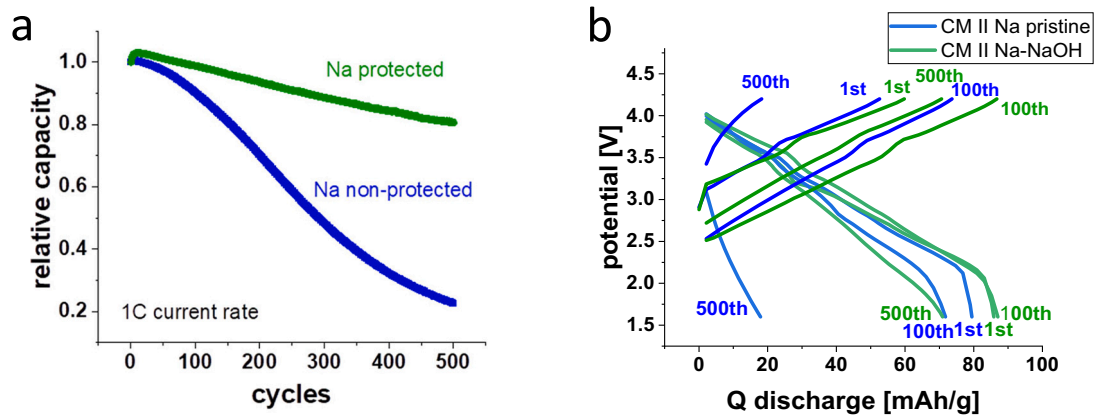 a
relative capacity
1.0
0.8
0.6
0.4
0.2
Na protected
Na non-protected
1C current rate
0 100 200 300 400 500
cycles
b
CM II Na pristine
CM II Na-NaOH
potential [V]
4.5
4.0
3.5
3.0
2.5
2.0
1.5
500th
1st
1st
500th
100th
100th
500th
500th
100th
1st
1st
100th
0 20 40 60 80 100
Q discharge [mAh/g]